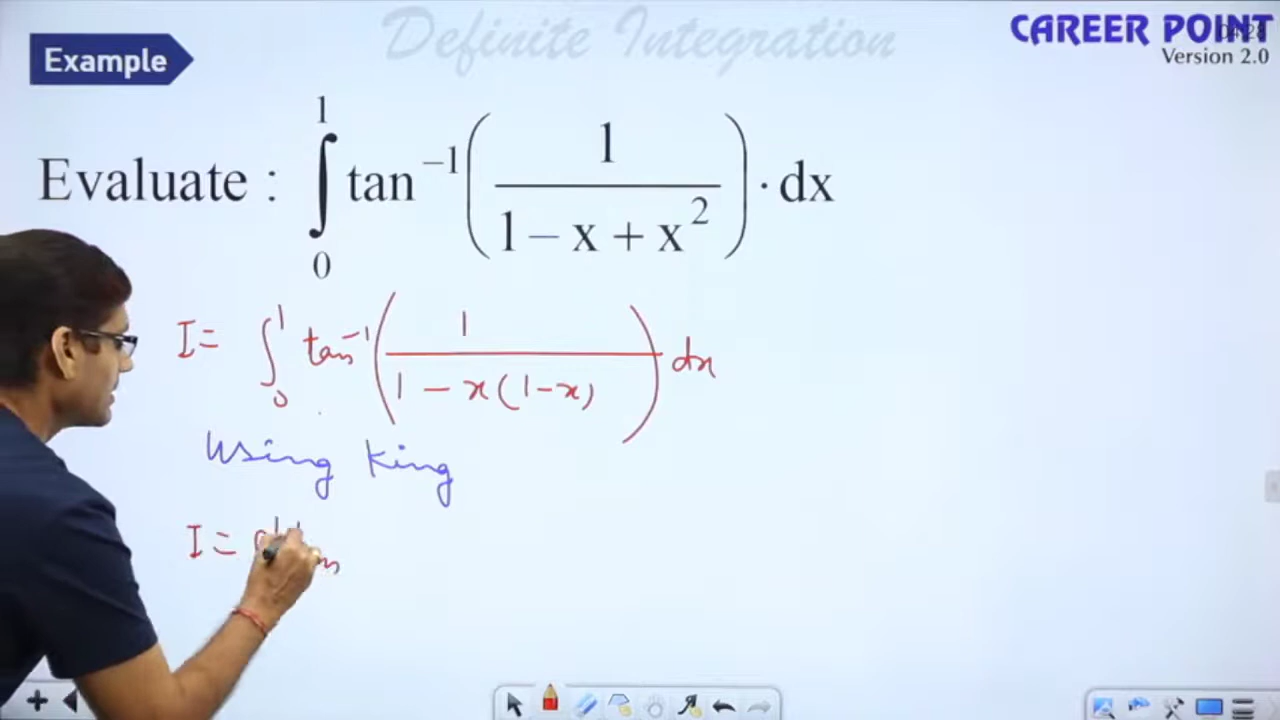 Definite Integration
CAREER POINT
Version 2.0
Example
Evaluate : ∫₀¹ tan⁻¹(1/(1 – x + x²)) · dx
I = ∫₀¹ tan⁻¹(1/(1 – x(1–x))) dx
Using King
I =